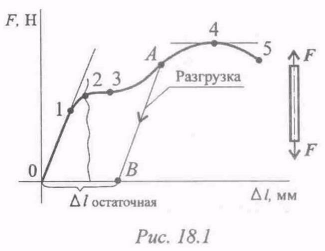 F, Н
4
A
5
2
3
1
Разгрузка
F
F
0
B
Δl остаточная
Δl, мм
Рис. 18.1